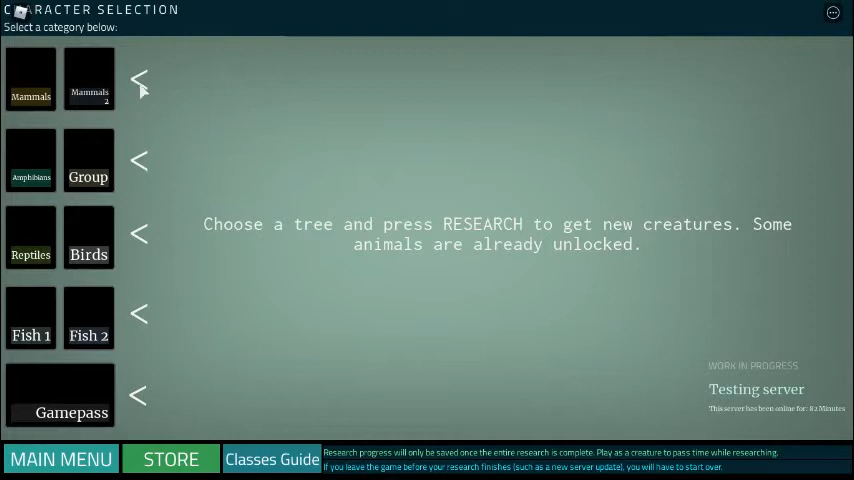 CHARACTER SELECTION
Select a category below:
Mammals
Mammals 2
Amphibians
Group
Reptiles
Birds
Fish 1
Fish 2
Gamepass
Choose a tree and press RESEARCH to get new creatures. Some
animals are already unlocked.
WORK IN PROGRESS
Testing server
This server has been online for: 82 Minutes
MAIN MENU
STORE
Classes Guide
Research progress will only be saved once the entire research is complete. Play as a creature to pass time while researching.
If you leave the game before your research finishes (such as a new server update), you will have to start over.